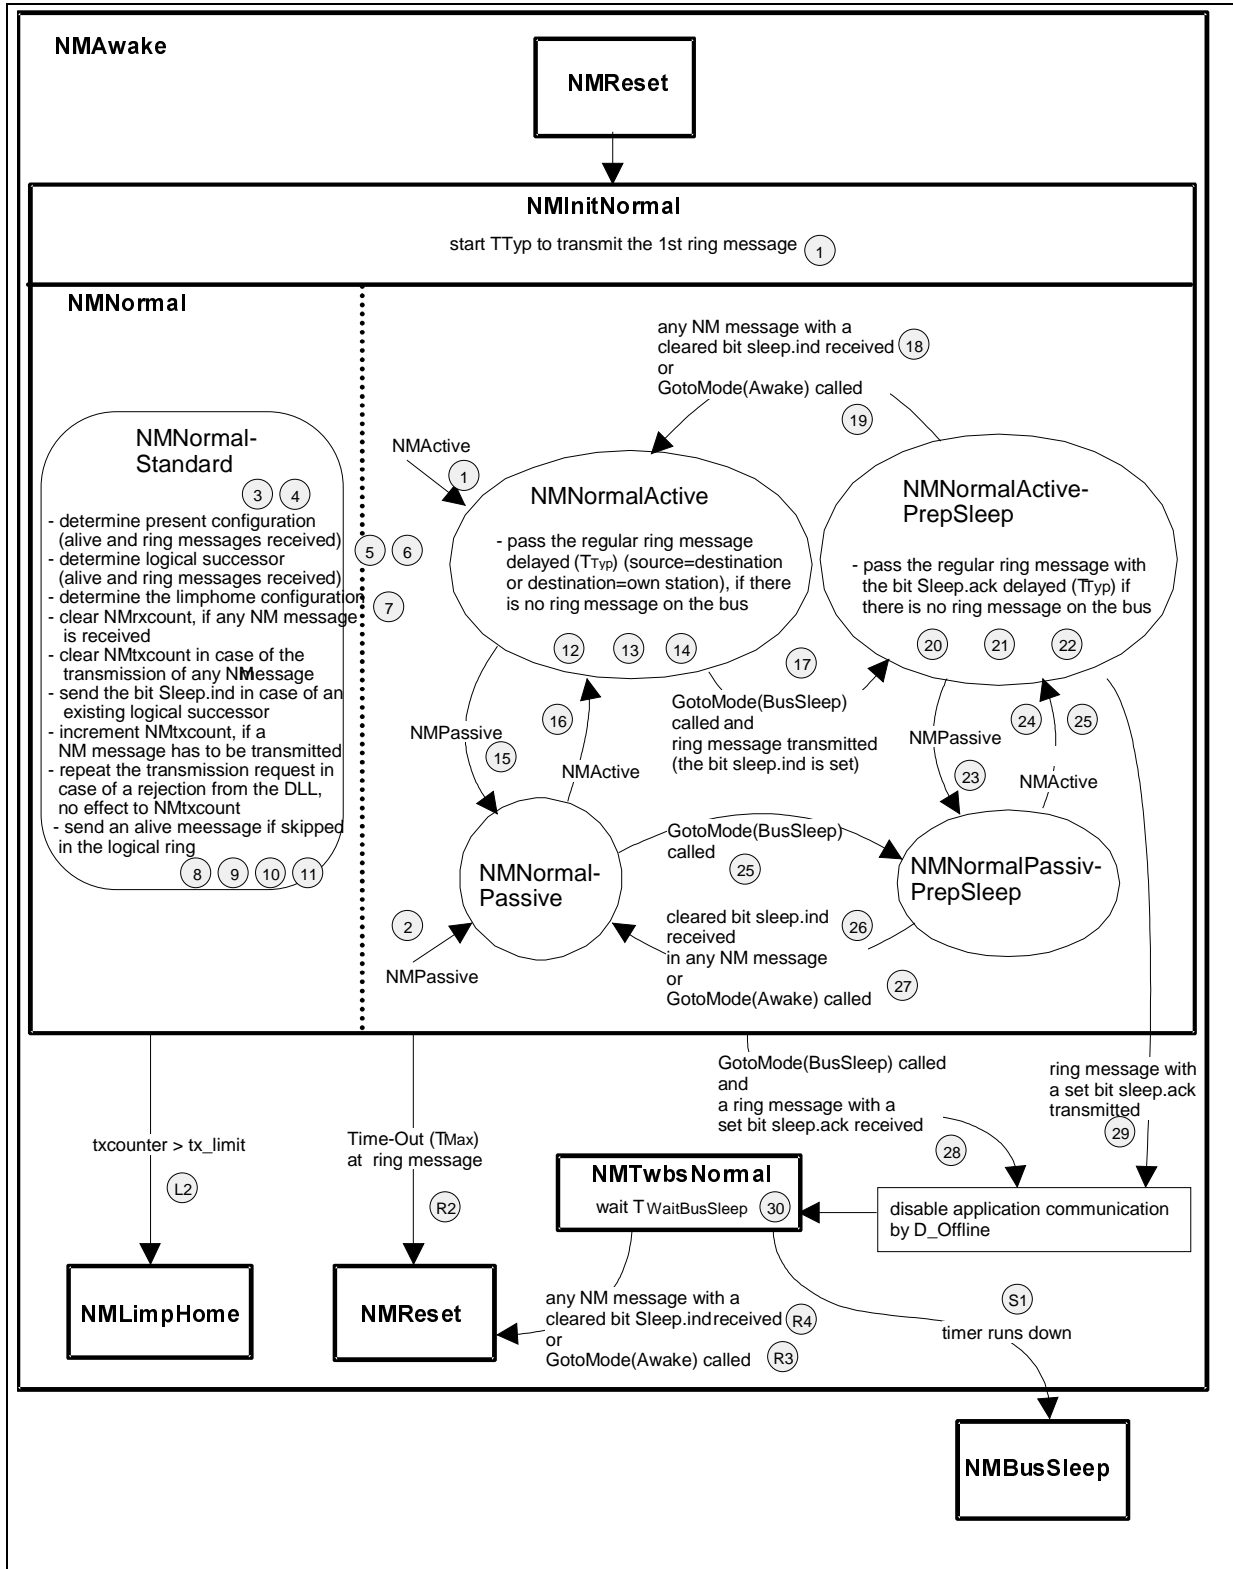 NMAwake
NMReset
NMInitNormal
start TTyp to transmit the 1st ring message 1
NMNormal
NMNormal-
Standard
3 4
- determine present configuration
(alive and ring messages received)
- determine logical successor
(alive and ring messages received)
- determine the limphome configuration
- clear NMrxcount, if any NM message
is received
- clear NMtxcount in case of the
transmission of any NMmessage
- send the bit Sleep.ind in case of an
existing logical successor
- increment NMtxcount, if a
NM message has to be transmitted
- repeat the transmission request in
case of a rejection from the DLL,
no effect to NMtxcount
- send an alive meessage if skipped
in the logical ring
8 9 10 11
5 6
7
any NM message with a
cleared bit sleep.ind received 18
or
GotoMode(Awake) called
19
NMActive
1
NMNormalActive
- pass the regular ring message
delayed (TTyp) (source=destination
or destination=own station), if there
is no ring message on the bus
12 13 14
NMNormalActive-
PrepSleep
- pass the regular ring message with
the bit Sleep.ack delayed (TTyp) if
there is no ring message on the bus
20 21 22
17
GotoMode(BusSleep)
called and
ring message transmitted
(the bit sleep.ind is set)
NMPassive
15
16
NMActive
NMPassive
23
24 25
NMActive
NMNormal-
Passive
GotoMode(BusSleep)
called
25
NMNormalPassiv-
PrepSleep
2
NMPassive
cleared bit sleep.ind
received
in any NM message
or
GotoMode(Awake) called
26
27
GotoMode(BusSleep) called
and
a ring message with a
set bit sleep.ack received
28
ring message with
a set bit sleep.ack
transmitted
29
txcounter > tx_limit
L2
Time-Out (TMax)
at ring message
R2
NMTwbsNormal
wait T WaitBusSleep 30
disable application communication
by D_Offline
NMLimpHome
NMReset
any NM message with a
cleared bit Sleep.indreceived R4
or
GotoMode(Awake) called R3
S1
timer runs down
NMBusSleep